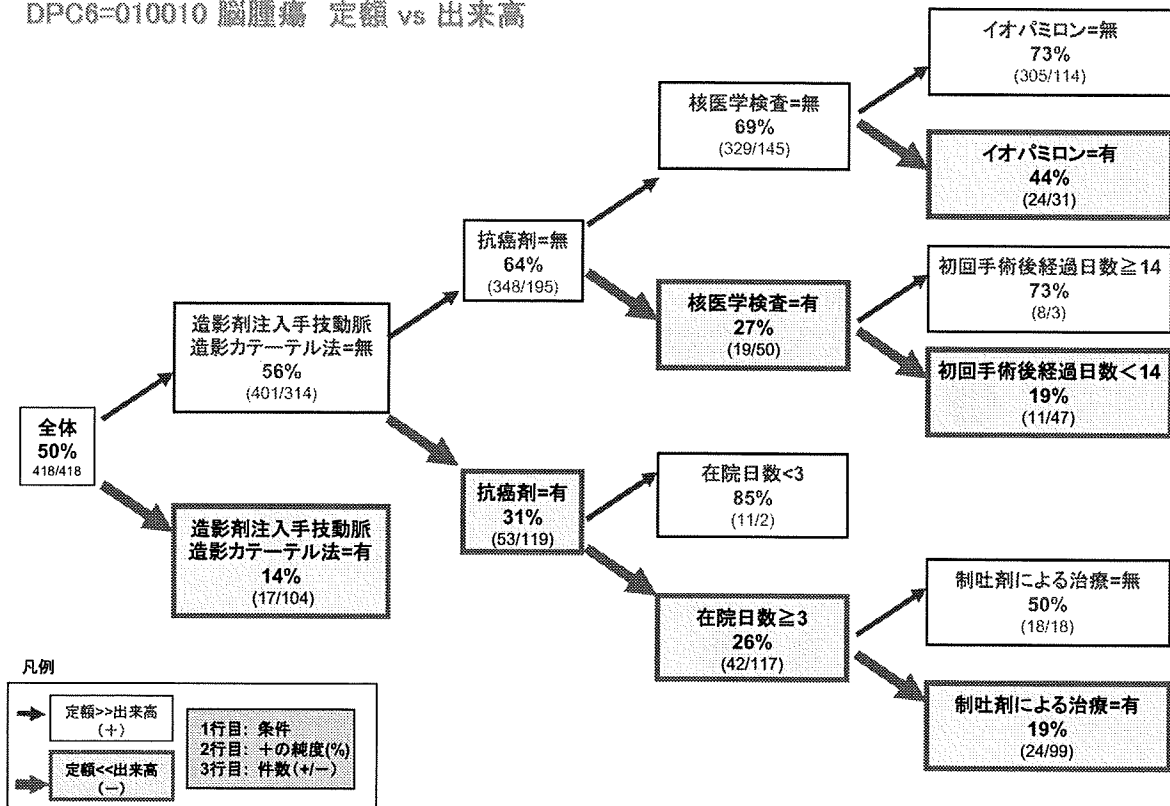 DPC6=010010 脳腫瘍 定額 vs 出来高
全体
50%
418/418
造影剤注入手技動脈
造影カテーテル法=無
56%
(401/314)
造影剤注入手技動脈
造影カテーテル法=有
14%
(17/104)
抗癌剤=無
64%
(348/195)
抗癌剤=有
31%
(53/119)
核医学検査=無
69%
(329/145)
核医学検査=有
27%
(19/50)
在院日数<3
85%
(11/2)
在院日数≧3
26%
(42/117)
イオパミロン=無
73%
(305/114)
イオパミロン=有
44%
(24/31)
初回手術後経過日数≧14
73%
(8/3)
初回手術後経過日数<14
19%
(11/47)
制吐剤による治療=無
50%
(18/18)
制吐剤による治療=有
19%
(24/99)
凡例
定額>>出来高
(+)
定額<<出来高
(−)
1行目: 条件
2行目: +の純度(%)
3行目: 件数(+/−)